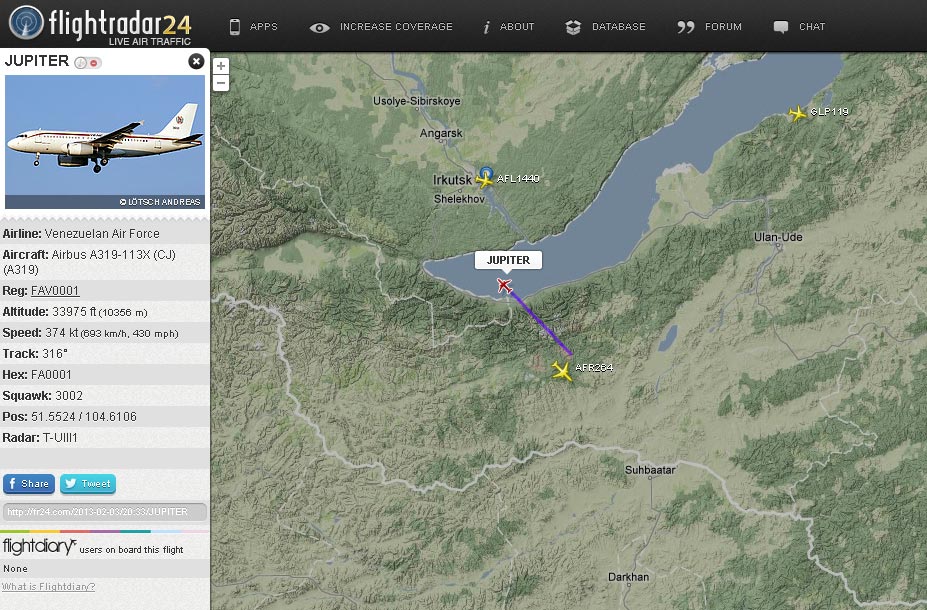 flightradar24
LIVE AIR TRAFFIC
APPS
INCREASE COVERAGE
ABOUT
DATABASE
FORUM
CHAT
JUPITER
© LÖTSCH ANDREAS
Airline: Venezuelan Air Force
Aircraft: Airbus A319-113X (CJ)
(A319)
Reg: FAV0001
Altitude: 33975 ft (10356 m)
Speed: 374 kt (693 km/h, 430 mph)
Track: 316°
Hex: FA0001
Squawk: 3002
Pos: 51.5524 / 104.6106
Radar: T-UIII1
Share
Tweet
http://fr24.com/2013-02-03/20:33/JUPITER
flightdiary users on board this flight
None
What is Flightdiary?
+
−
Usolye-Sibirskoye
Angarsk
GLP119
Irkutsk
AFL1440
Shelekhov
Ulan-Ude
JUPITER
AFR264
Suhbaatar
Darkhan